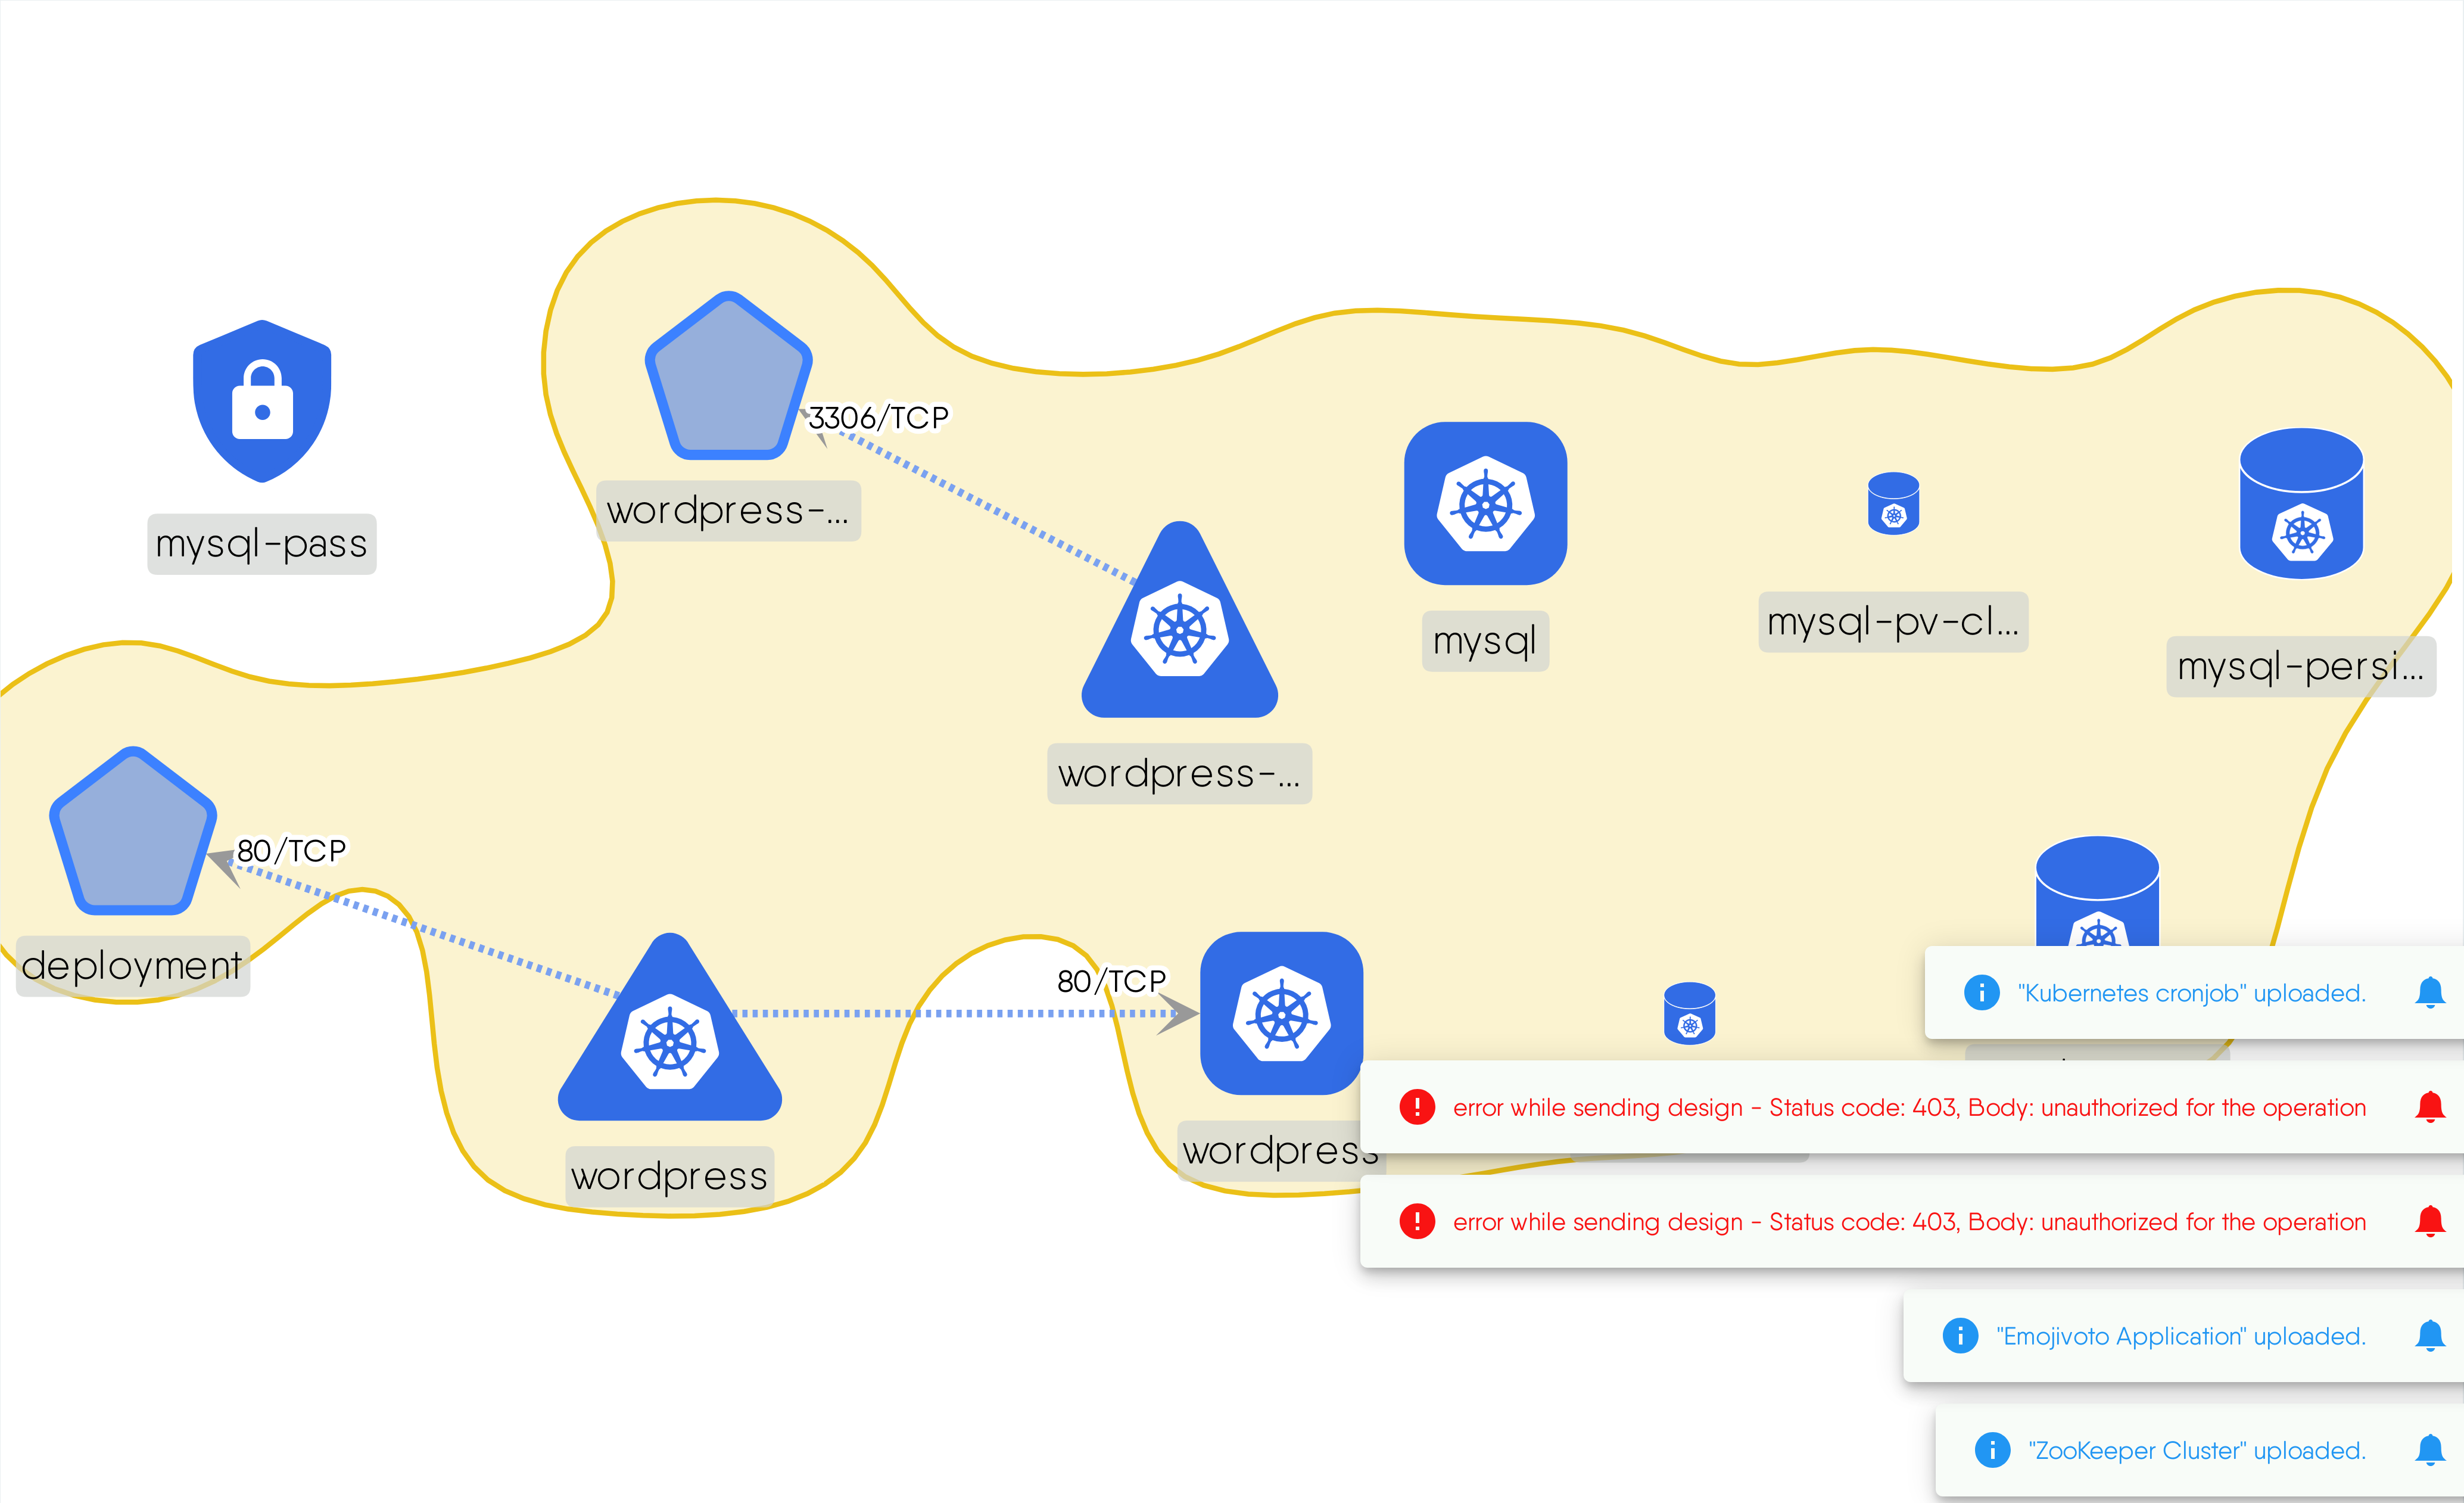 3306/TCP
wordpress-...
mysql-pass
mysql
mysql-pv-cl...
mysql-persi...
wordpress-...
80/TCP
deployment
80/TCP
"Kubernetes cronjob" uploaded.
error while sending design - Status code: 403, Body: unauthorized for the operation
wordpress
wordpress
error while sending design - Status code: 403, Body: unauthorized for the operation
"Emojivoto Application" uploaded.
"ZooKeeper Cluster" uploaded.